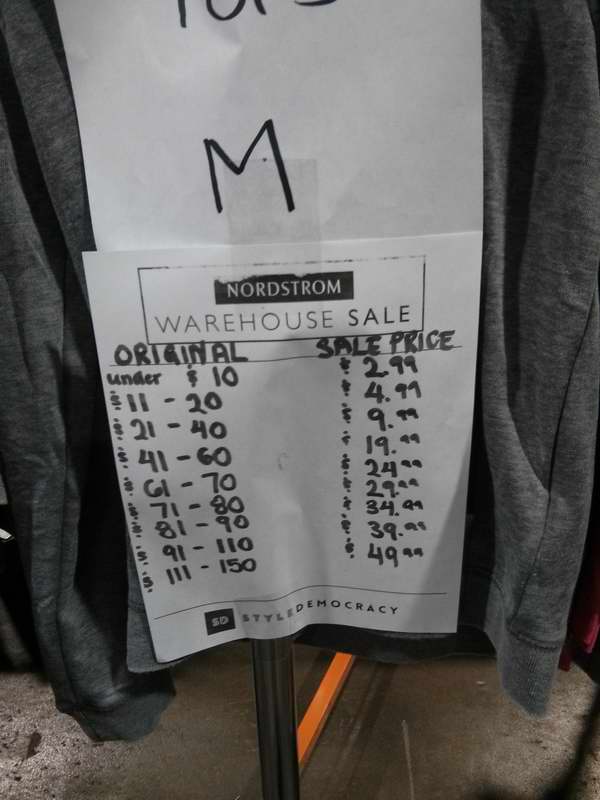 M
NORDSTROM
WAREHOUSE SALE
ORIGINAL SALE PRICE
under $10 $2.99
$11 - 20 $4.99
$21 - 40 $9.99
$41 - 60 $19.99
$61 - 70 $24.99
$71 - 80 $29.99
$81 - 90 $34.99
$91 - 110 $39.99
$111 - 150 $49.99
SD STYLEDEMOCRACY